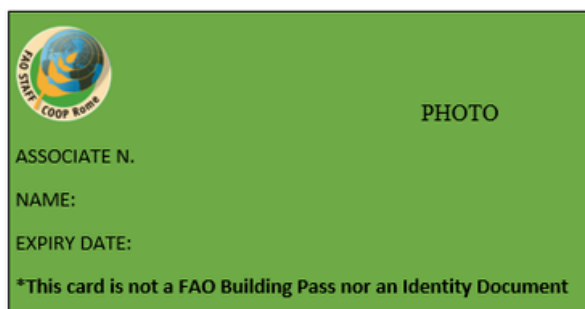 FAO STAFF
COOP Rome
PHOTO
ASSOCIATE N.
NAME:
EXPIRY DATE:
*This card is not a FAO Building Pass nor an Identity Document